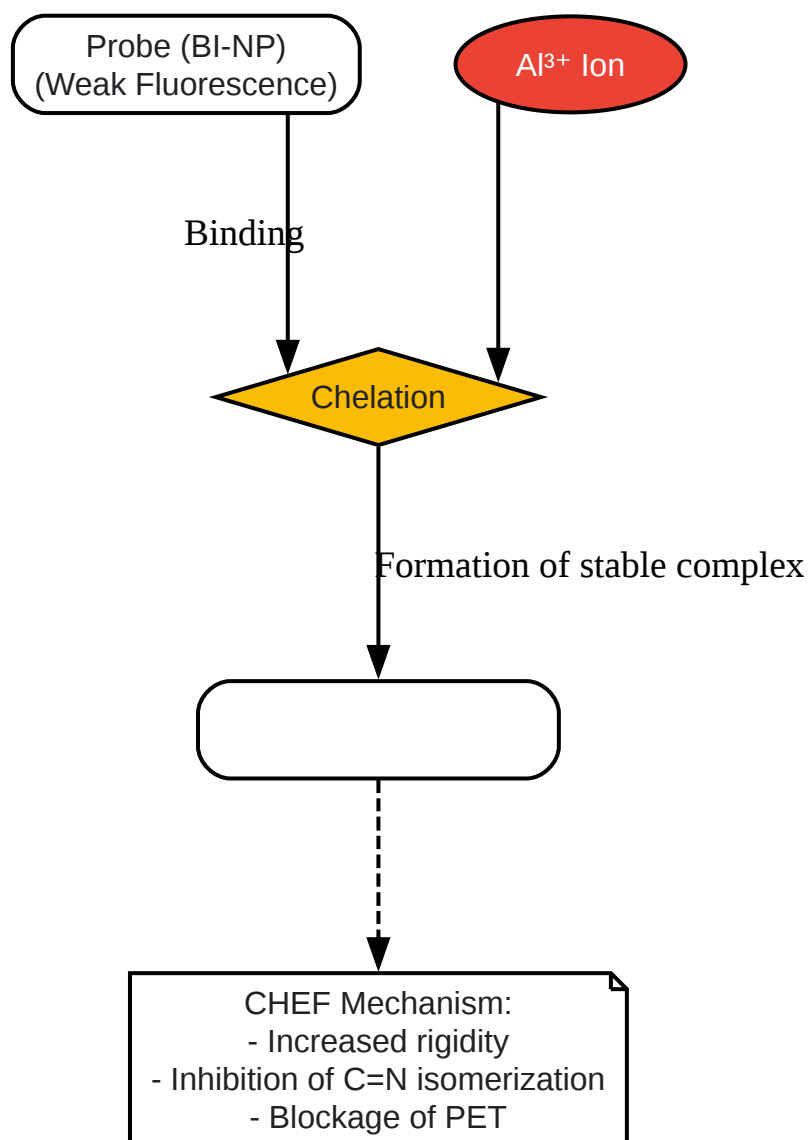 Probe (BI-NP)
(Weak Fluorescence)
Al³⁺ Ion
Binding
Chelation
Formation of stable complex
CHEF Mechanism:
- Increased rigidity
- Inhibition of C=N isomerization
- Blockage of PET